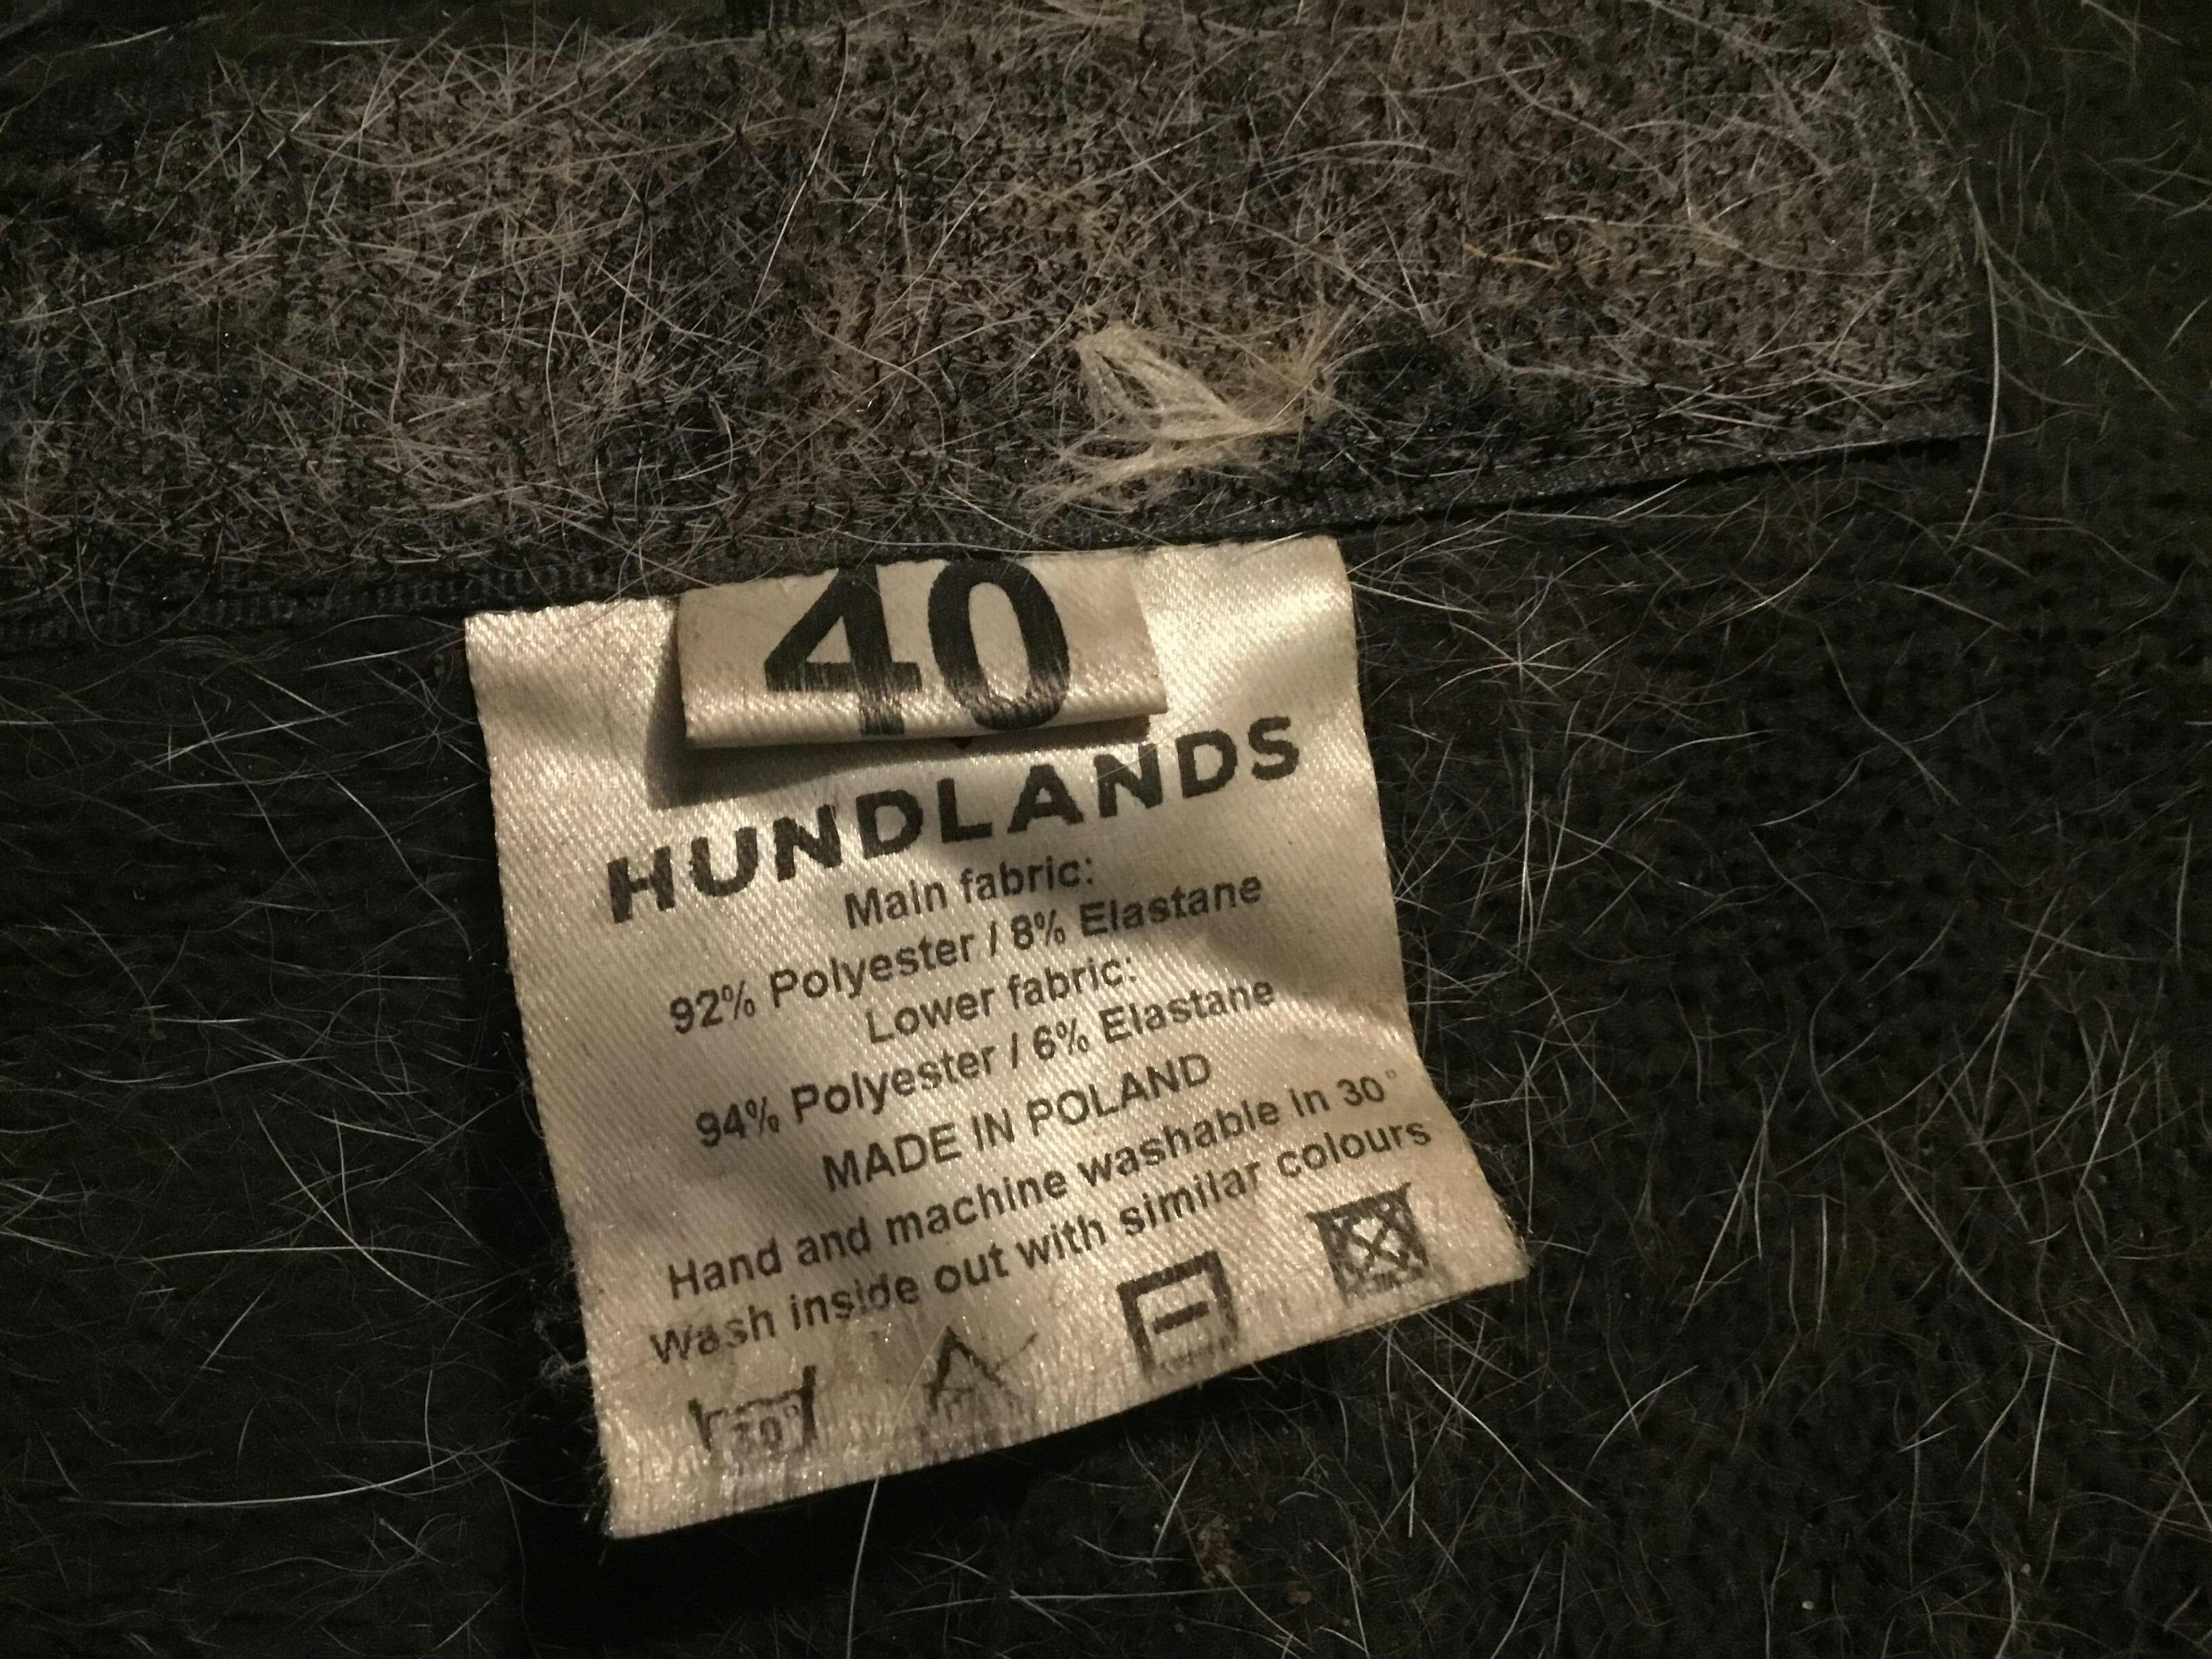 40
HUNDLANDS
Main fabric:
92% Polyester / 8% Elastane
Lower fabric:
94% Polyester / 6% Elastane
MADE IN POLAND
Hand and machine washable in 30°
Wash inside out with similar colours
30°